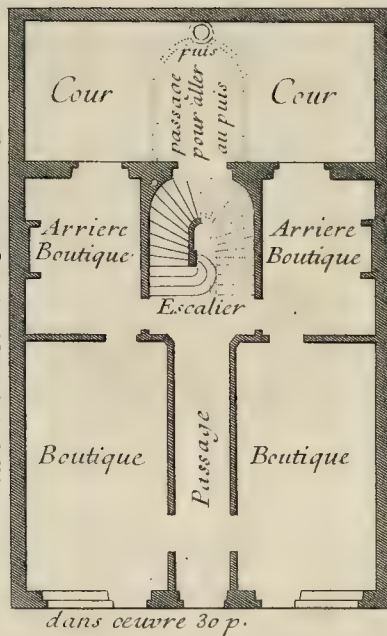 puis
Cour
passage
pour aller
au puis
Cour
Arriere
Boutique
Arriere
Boutique
Escalier
Boutique
Passage
Boutique
dans œuvre 30 p.